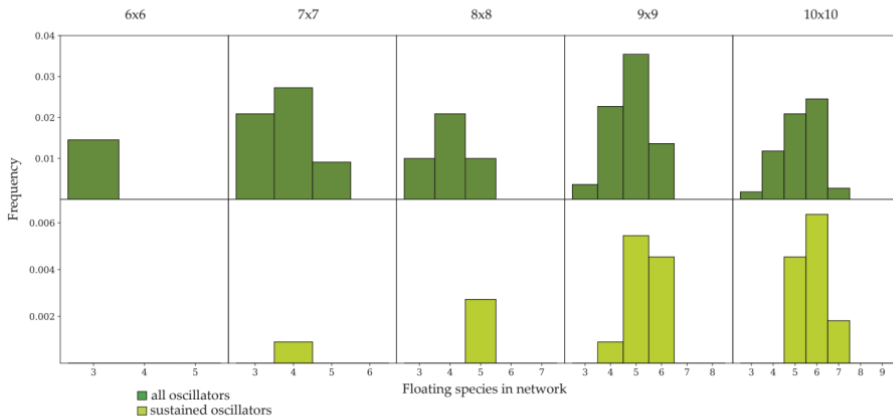 6x6 7x7 8x8 9x9 10x10
0.04
0.03
0.02
0.01
Frequency
0.006
0.004
0.002
3 4 5 3 4 5 6 3 4 5 6 7 3 4 5 6 7 8 3 4 5 6 7 8 9
Floating species in network
all oscillators
sustained oscillators